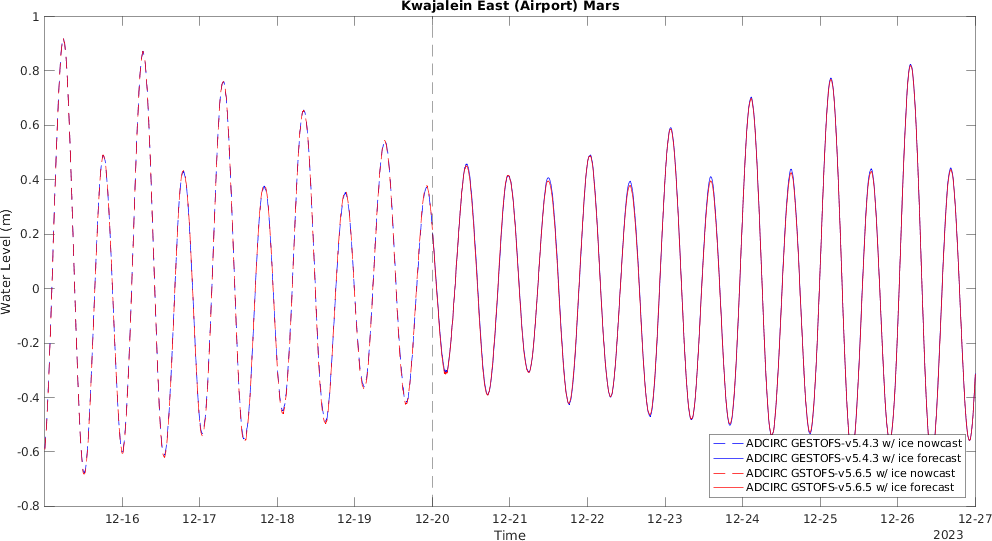 Kwajalein East (Airport) Mars
Water Level (m)
1
0.8
0.6
0.4
0.2
0
-0.2
-0.4
-0.6
-0.8
ADCIRC GESTOFS-v5.4.3 w/ ice nowcast
ADCIRC GESTOFS-v5.4.3 w/ ice forecast
ADCIRC GSTOFS-v5.6.5 w/ ice nowcast
ADCIRC GSTOFS-v5.6.5 w/ ice forecast
12-16 12-17 12-18 12-19 12-20 12-21 12-22 12-23 12-24 12-25 12-26 12-27
Time
2023